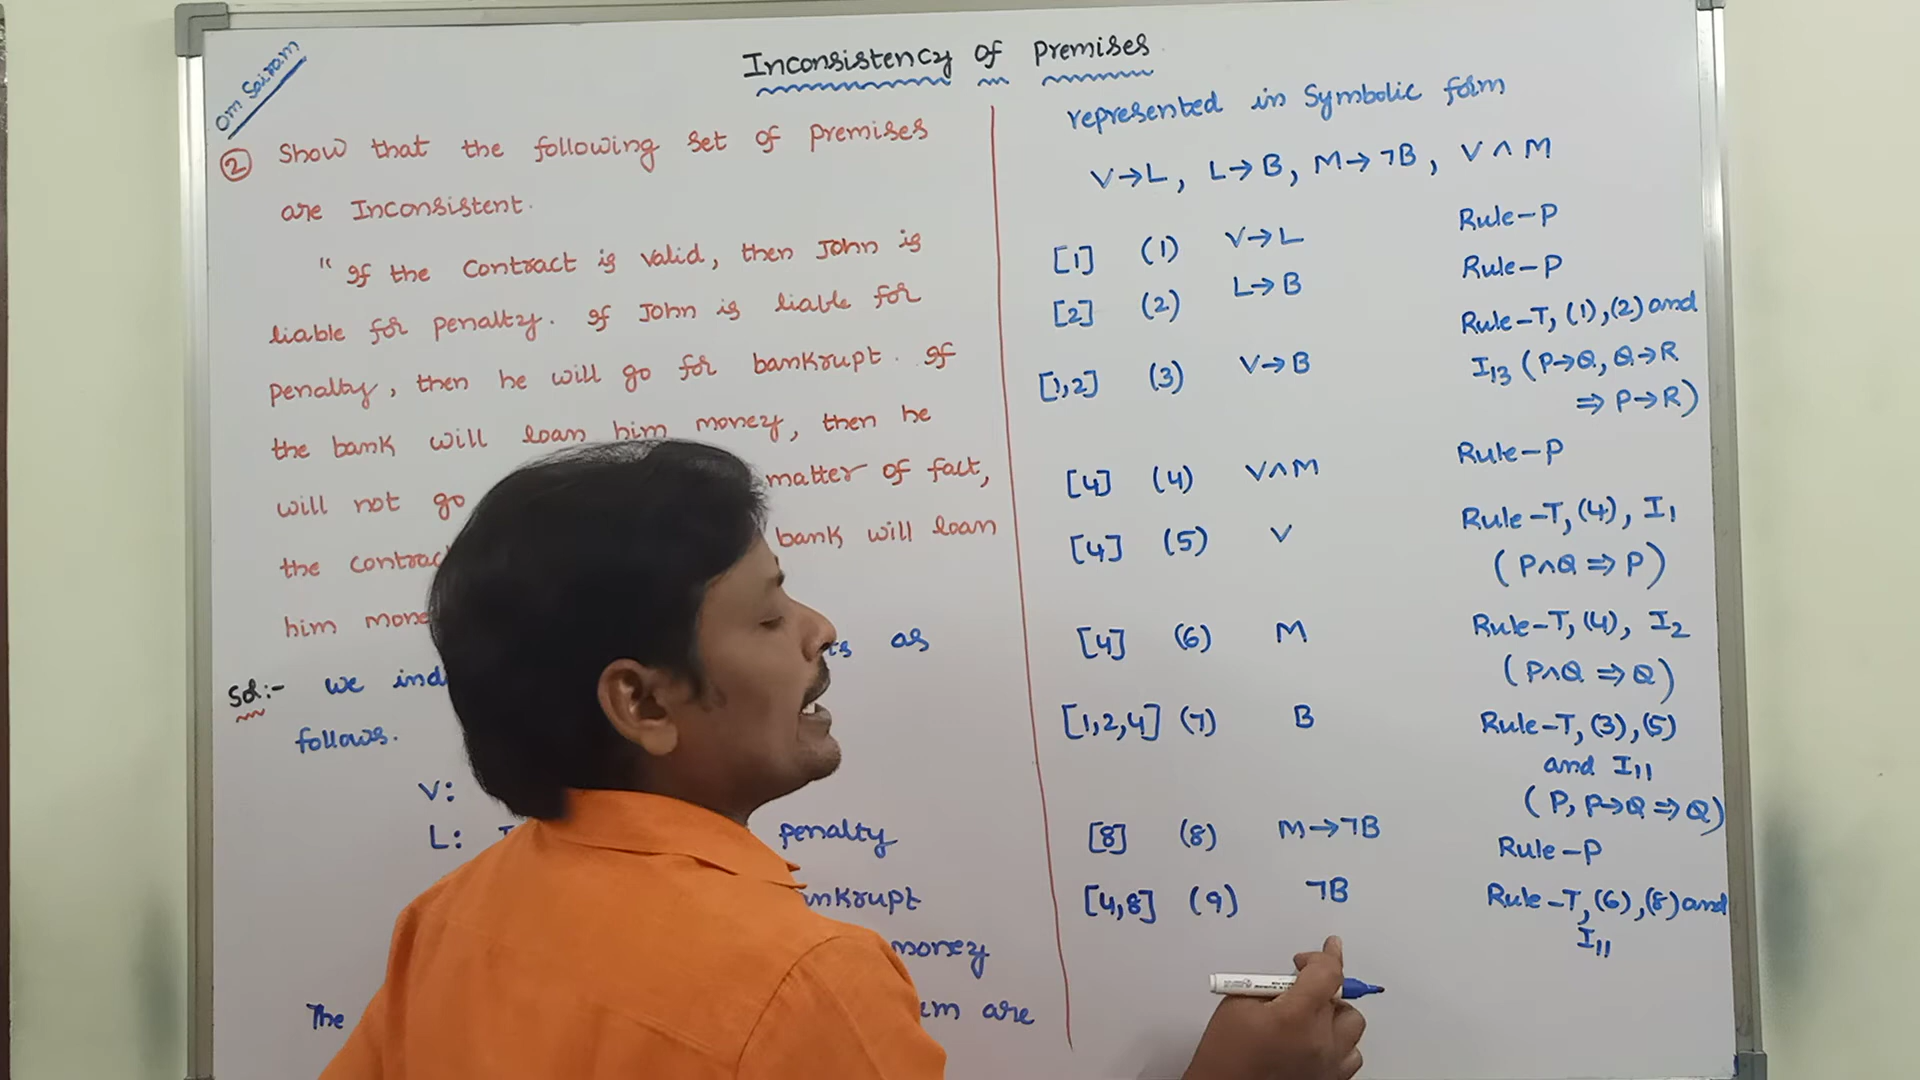 Om Sairam
Inconsistency of Premises
② Show that the following set of premises
are Inconsistent.
"If the Contract is valid, then John is
liable for penalty. If John is liable for
penalty, then he will go for bankrupt. If
the bank will loan him money, then he
will not go matter of fact,
the contrac bank will loan
him mone
Sol:- we indi ts as
follows.
V:
L: penalty
nkrupt
money
The em are
represented in Symbolic form
V→L, L→B, M→¬B, V∧M
[1] (1) V→L Rule-P
[2] (2) L→B Rule-P
[1,2] (3) V→B Rule-T, (1),(2) and
I13 (P→Q, Q→R
⇒ P→R)
[4] (4) V∧M Rule-P
[4] (5) V Rule-T, (4), I1
(P∧Q ⇒ P)
[4] (6) M Rule-T, (4), I2
(P∧Q ⇒ Q)
[1,2,4] (7) B Rule-T, (3),(5)
and I11
(P, P→Q ⇒ Q)
[8] (8) M→¬B Rule-P
[4,8] (9) ¬B Rule-T, (6),(8) and
I11